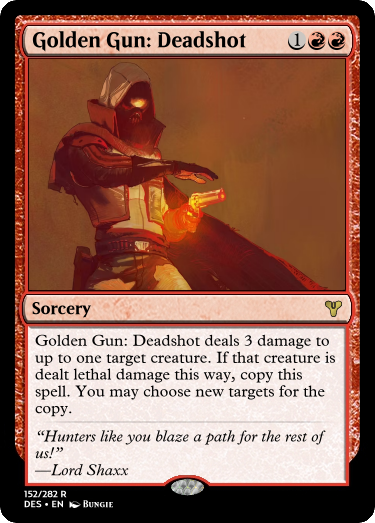 Golden Gun: Deadshot 1
Sorcery
Golden Gun: Deadshot deals 3 damage to
up to one target creature. If that creature is
dealt lethal damage this way, copy this
spell. You may choose new targets for the
copy.
“Hunters like you blaze a path for the rest of
us!”
—Lord Shaxx
152/282 R
DES • EN Bungie